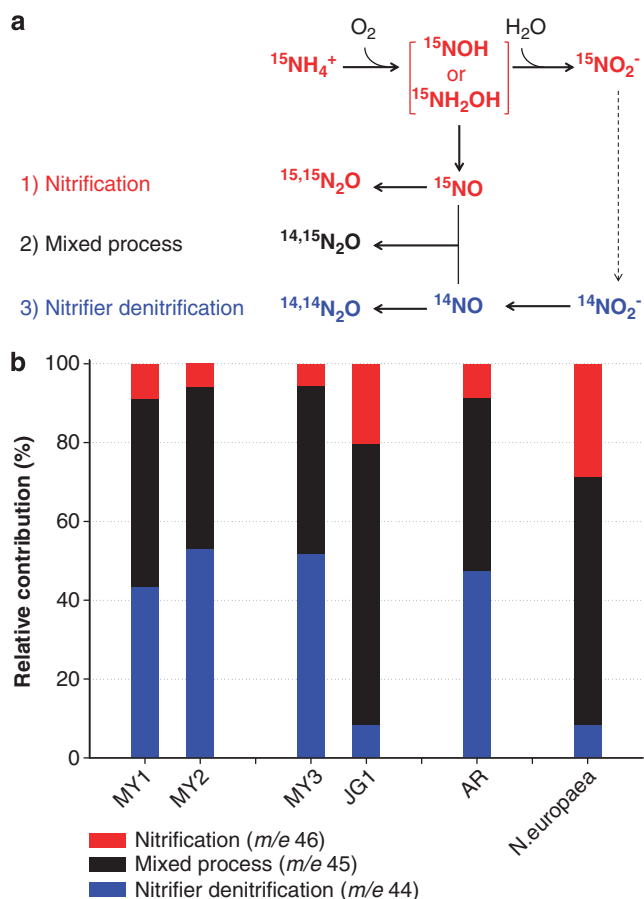 a
O₂ H₂O
¹⁵NH₄⁺ ¹⁵NOH ¹⁵NO₂⁻
or
¹⁵NH₂OH
1) Nitrification ¹⁵,¹⁵N₂O ¹⁵NO
2) Mixed process ¹⁴,¹⁵N₂O
3) Nitrifier denitrification ¹⁴,¹⁴N₂O ¹⁴NO ¹⁴NO₂⁻
b
Relative contribution (%)
100
80
60
40
20
0
MY1 MY2 MY3 JG1 AR N.europaea
Nitrification (m/e 46)
Mixed process (m/e 45)
Nitrifier denitrification (m/e 44)